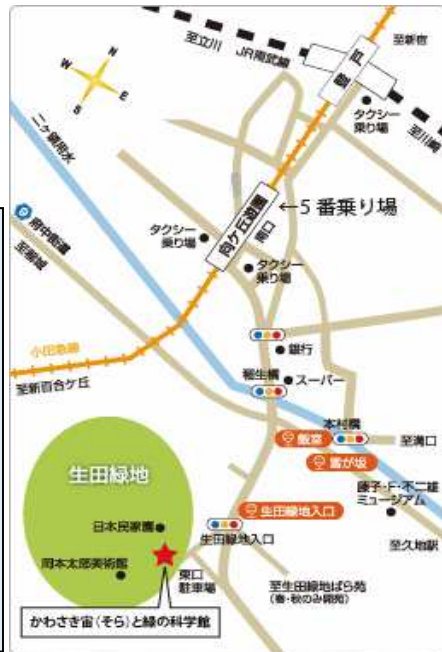 至立川
JR南武線
至新宿
登戸
N
W
E
S
タクシー
乗り場
至川崎
二ヶ領用水
向ヶ丘遊園
南口
←5番乗り場
府中街道
至稲城
タクシー
乗り場
タクシー
乗り場
小田急線
銀行
至新百合ケ丘
稲生橋
スーパー
本村橋
飯室
至溝口
雪が坂
生田緑地
藤子・F・不二雄
ミュージアム
生田緑地入口
日本民家園
生田緑地入口
至久地駅
岡本太郎美術館
東口
駐車場
至生田緑地ばら苑
(春・秋のみ開苑)
かわさき宙(そら)と緑の科学館